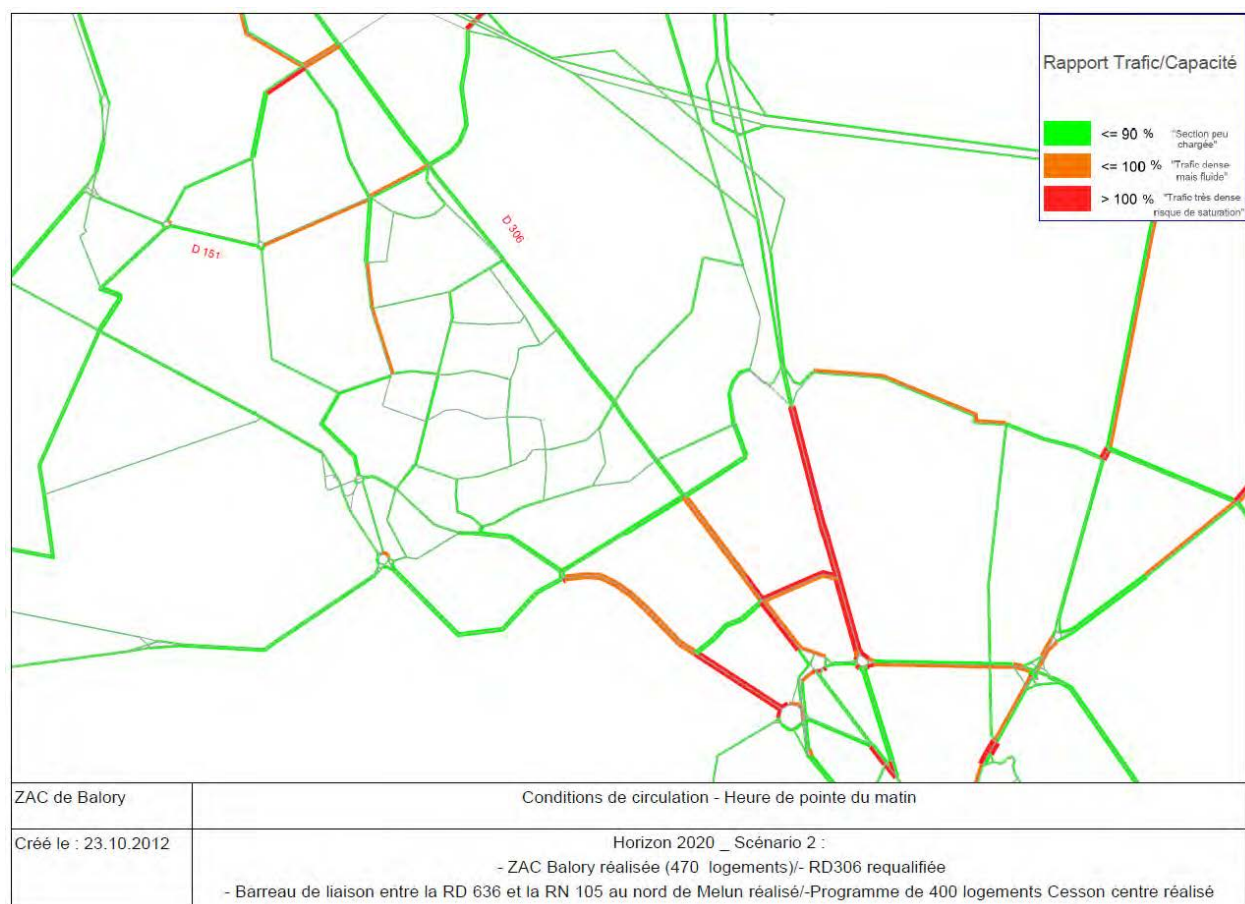 Rapport Trafic/Capacité
<= 90 % "Section peu
chargée"
<= 100 % "Trafic dense
mais fluide"
> 100 % "Trafic très dense
risque de saturation"
D 306
D 151
ZAC de Balory
Conditions de circulation - Heure de pointe du matin
Créé le : 23.10.2012
Horizon 2020 _ Scénario 2 :
- ZAC Balory réalisée (470 logements)/- RD306 requalifiée
- Barreau de liaison entre la RD 636 et la RN 105 au nord de Melun réalisé/-Programme de 400 logements Cesson centre réalisé